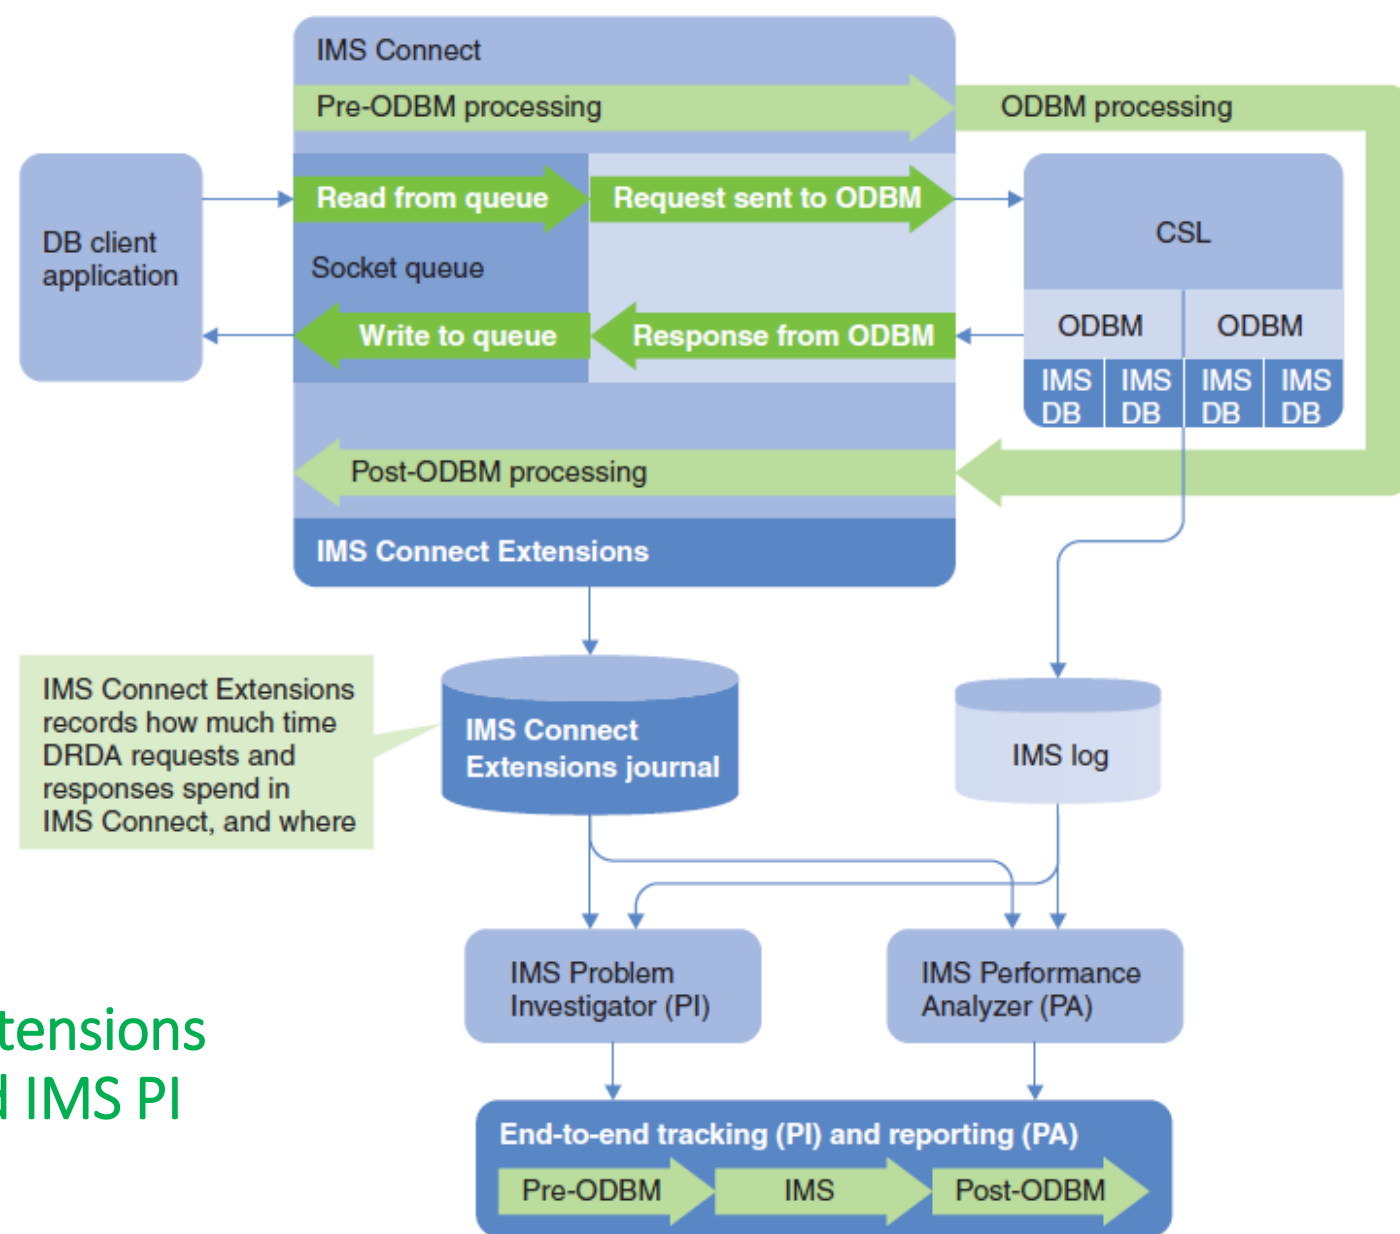 IMS Connect
Pre-ODBM processing
ODBM processing
Read from queue
Request sent to ODBM
DB client
application
Socket queue
CSL
Write to queue
Response from ODBM
ODBM
ODBM
IMS
DB
IMS
DB
IMS
DB
IMS
DB
Post-ODBM processing
IMS Connect Extensions
IMS Connect Extensions
records how much time
DRDA requests and
responses spend in
IMS Connect, and where
IMS Connect
Extensions journal
IMS log
IMS Problem
Investigator (PI)
IMS Performance
Analyzer (PA)
IMS PI
End-to-end tracking (PI) and reporting (PA)
Pre-ODBM
IMS
Post-ODBM